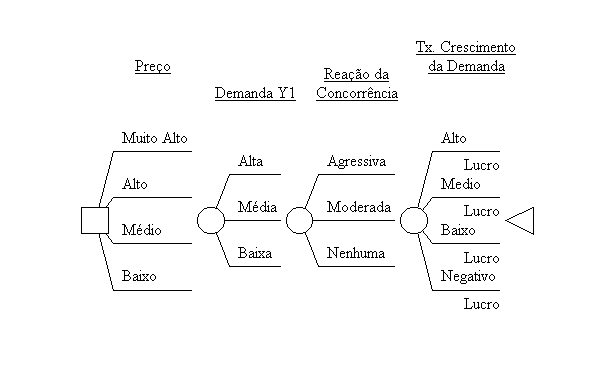 Preço
Demanda Y1
Reação da
Concorrência
Tx. Crescimento
da Demanda
Muito Alto
Alto
Médio
Baixo
Alta
Média
Baixa
Agressiva
Moderada
Nenhuma
Alto
Lucro
Medio
Lucro
Baixo
Lucro
Negativo
Lucro